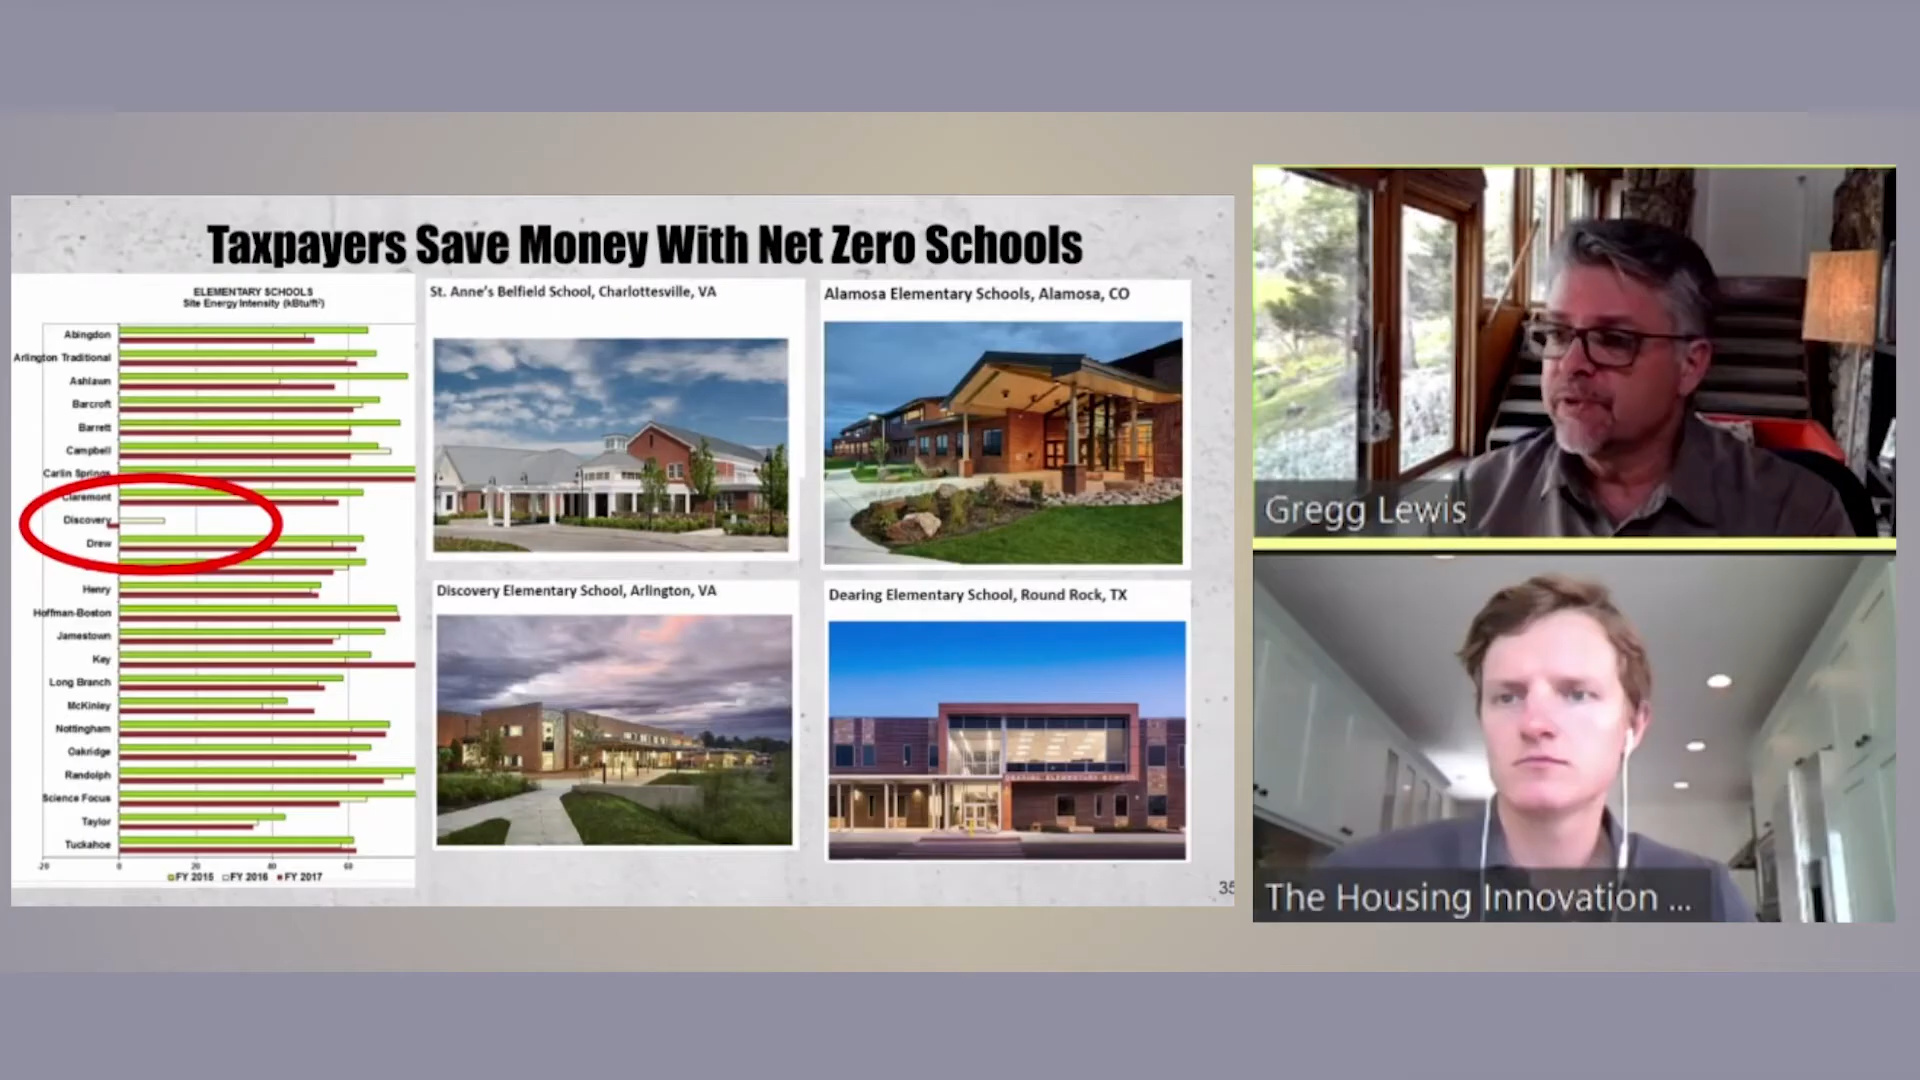 Taxpayers Save Money With Net Zero Schools
ELEMENTARY SCHOOLS
Site Energy Intensity (kBtu/ft²)
Abingdon
Arlington Traditional
Ashlawn
Barcroft
Barrett
Campbell
Carlin Springs
Claremont
Discovery
Drew
Henry
Hoffman-Boston
Jamestown
Key
Long Branch
McKinley
Nottingham
Oakridge
Randolph
Science Focus
Taylor
Tuckahoe
-20 0 20 40 60
FY 2015 FY 2016 FY 2017
St. Anne's Belfield School, Charlottesville, VA
Alamosa Elementary Schools, Alamosa, CO
Discovery Elementary School, Arlington, VA
Dearing Elementary School, Round Rock, TX
35
Gregg Lewis
The Housing Innovation ...